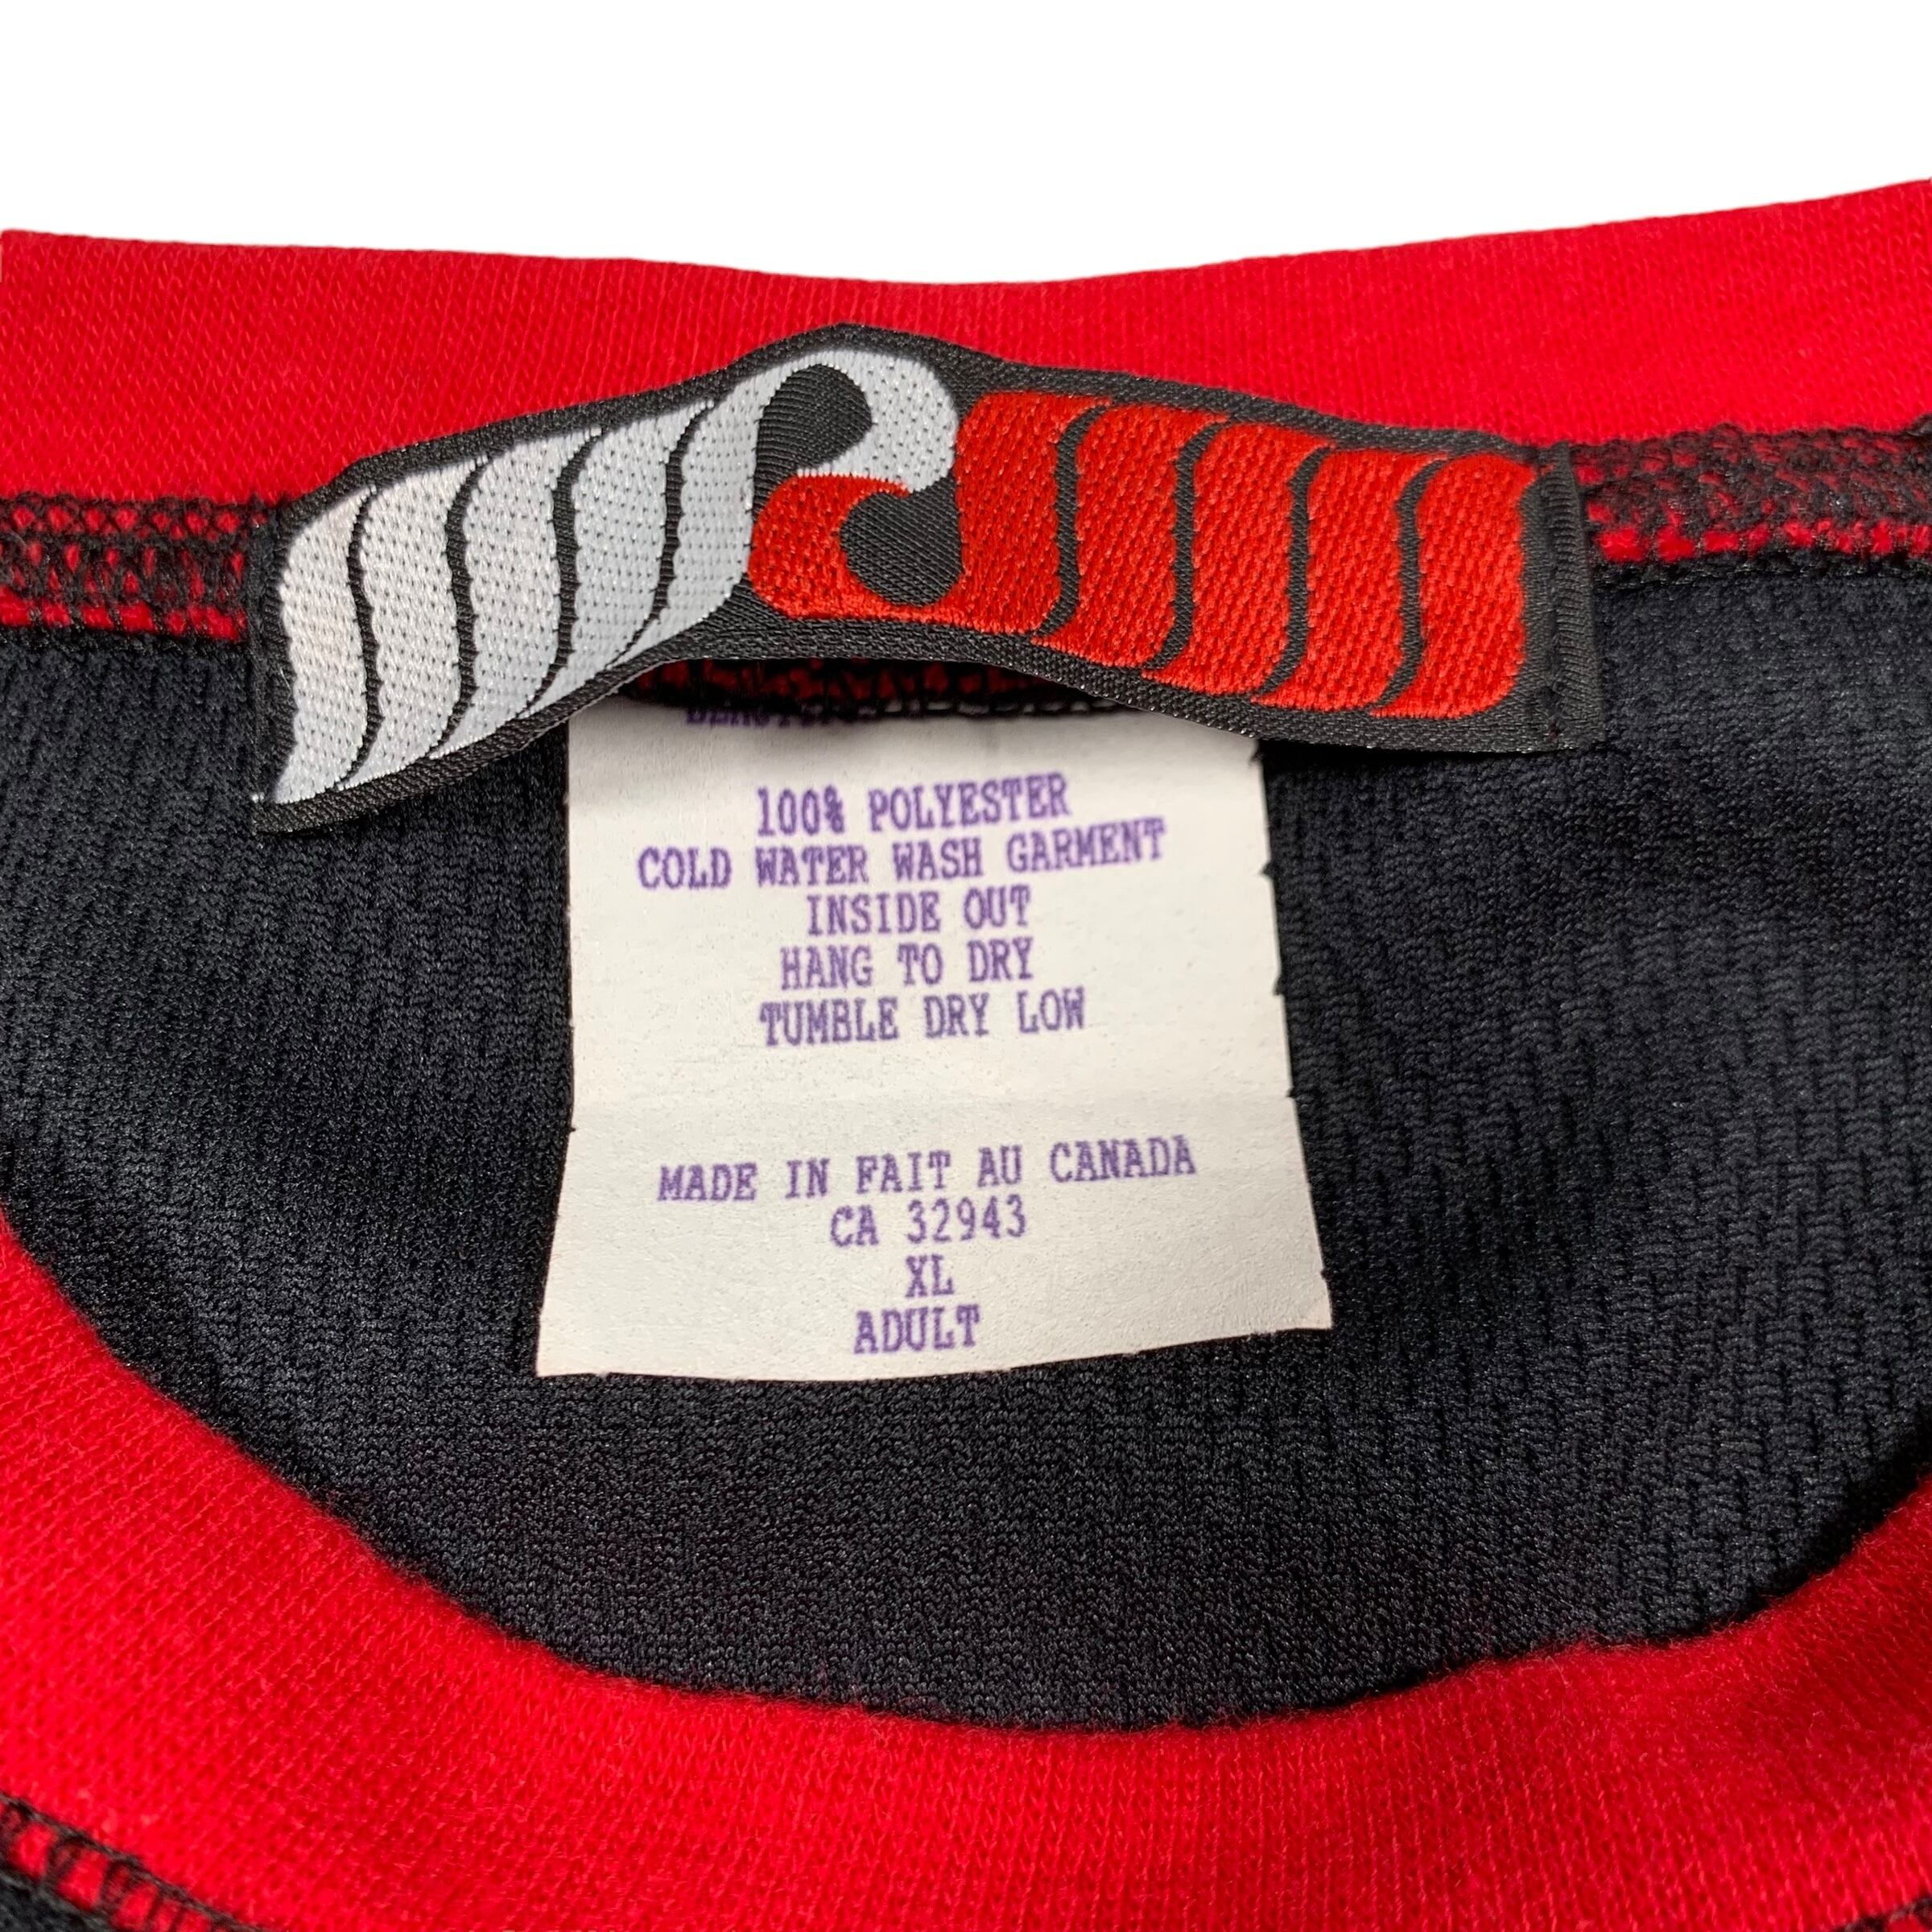 100% POLYESTER
COLD WATER WASH GARMENT
INSIDE OUT
HANG TO DRY
TUMBLE DRY LOW
MADE IN FAIT AU CANADA
CA 32943
XL
ADULT